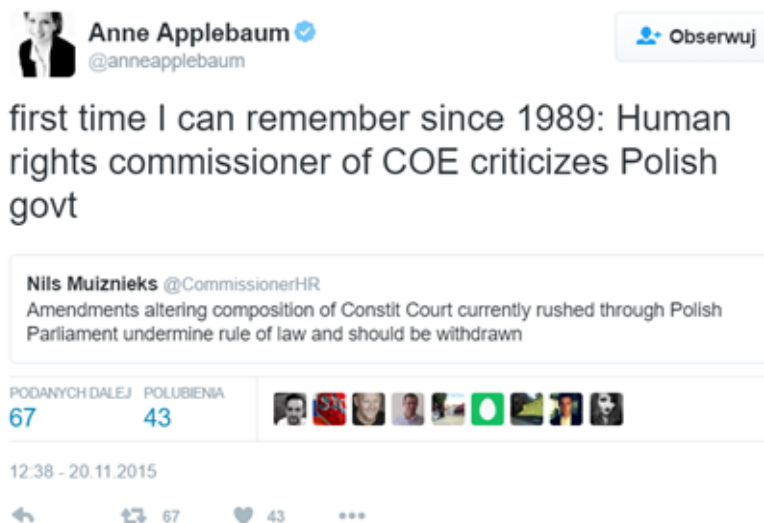 Anne Applebaum
@anneapplebaum
Obserwuj
first time I can remember since 1989: Human
rights commissioner of COE criticizes Polish
govt
Nils Muiznieks @CommissionerHR
Amendments altering composition of Constit Court currently rushed through Polish
Parliament undermine rule of law and should be withdrawn
PODANYCH DALEJ POLUBIENIA
67 43
12:38 - 20.11.2015
67 43